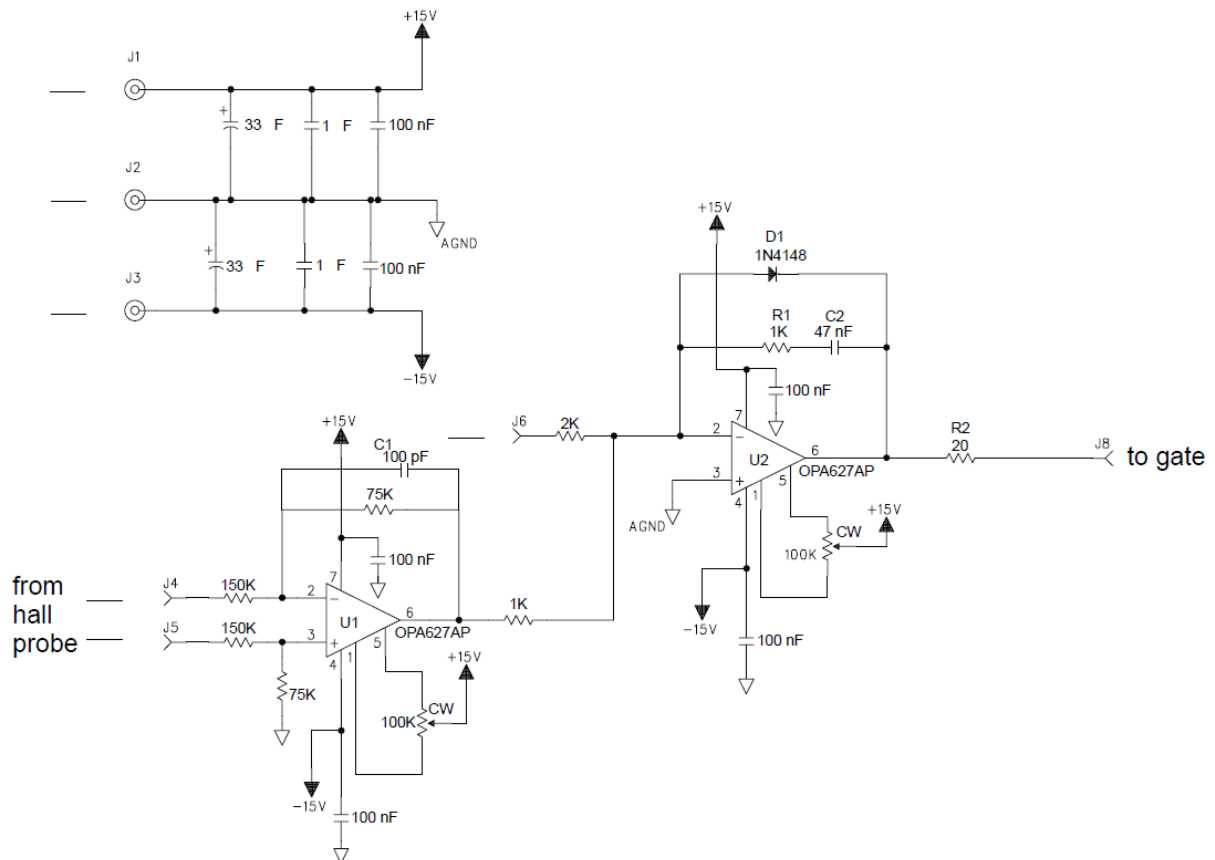 +15V
J1
33 F
1 F
100 nF
J2
AGND
33 F
1 F
100 nF
J3
-15V
+15V
D1
1N4148
R1
1K
C2
47 nF
100 nF
7
J6
2K
2
-
U2
6
OPA627AP
3
+
4
1
5
R2
20
J8
to gate
AGND
+15V
CW
100K
-15V
100 nF
+15V
C1
100 pF
75K
100 nF
7
from
hall
probe
J4
150K
2
-
U1
6
OPA627AP
1K
J5
150K
3
+
4
1
5
75K
+15V
CW
100K
-15V
100 nF